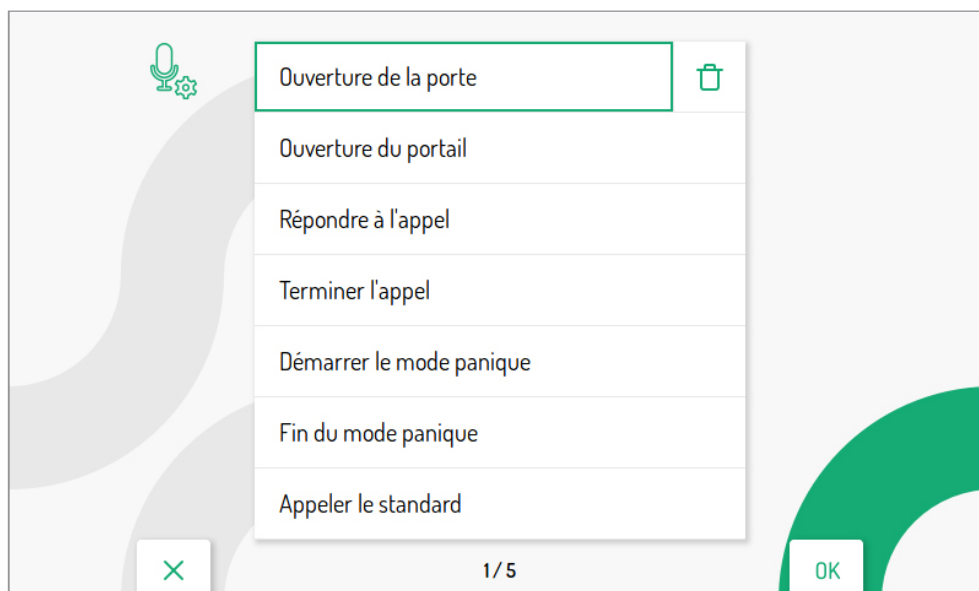 Ouverture de la porte
Ouverture du portail
Répondre à l'appel
Terminer l'appel
Démarrer le mode panique
Fin du mode panique
Appeler le standard
1/5
OK